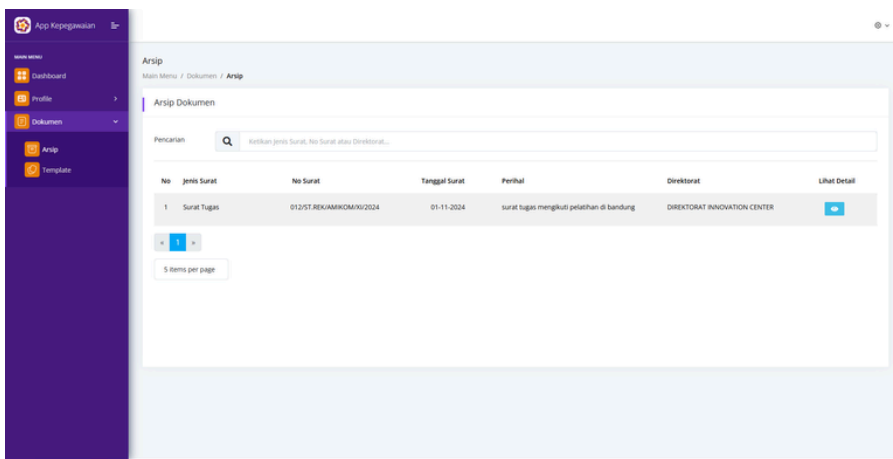 App Kepegawaian
MAIN MENU
Dashboard
Profile
Dokumen
Arsip
Template
Arsip
Main Menu / Dokumen / Arsip
Arsip Dokumen
Pencarian
Ketikan Jenis Surat, No Surat atau Direktorat...
No Jenis Surat No Surat Tanggal Surat Perihal Direktorat Lihat Detail
1 Surat Tugas 012/ST.REK/AMIKOM/XI/2024 01-11-2024 surat tugas mengikuti pelatihan di bandung DIREKTORAT INNOVATION CENTER
« 1 »
5 items per page